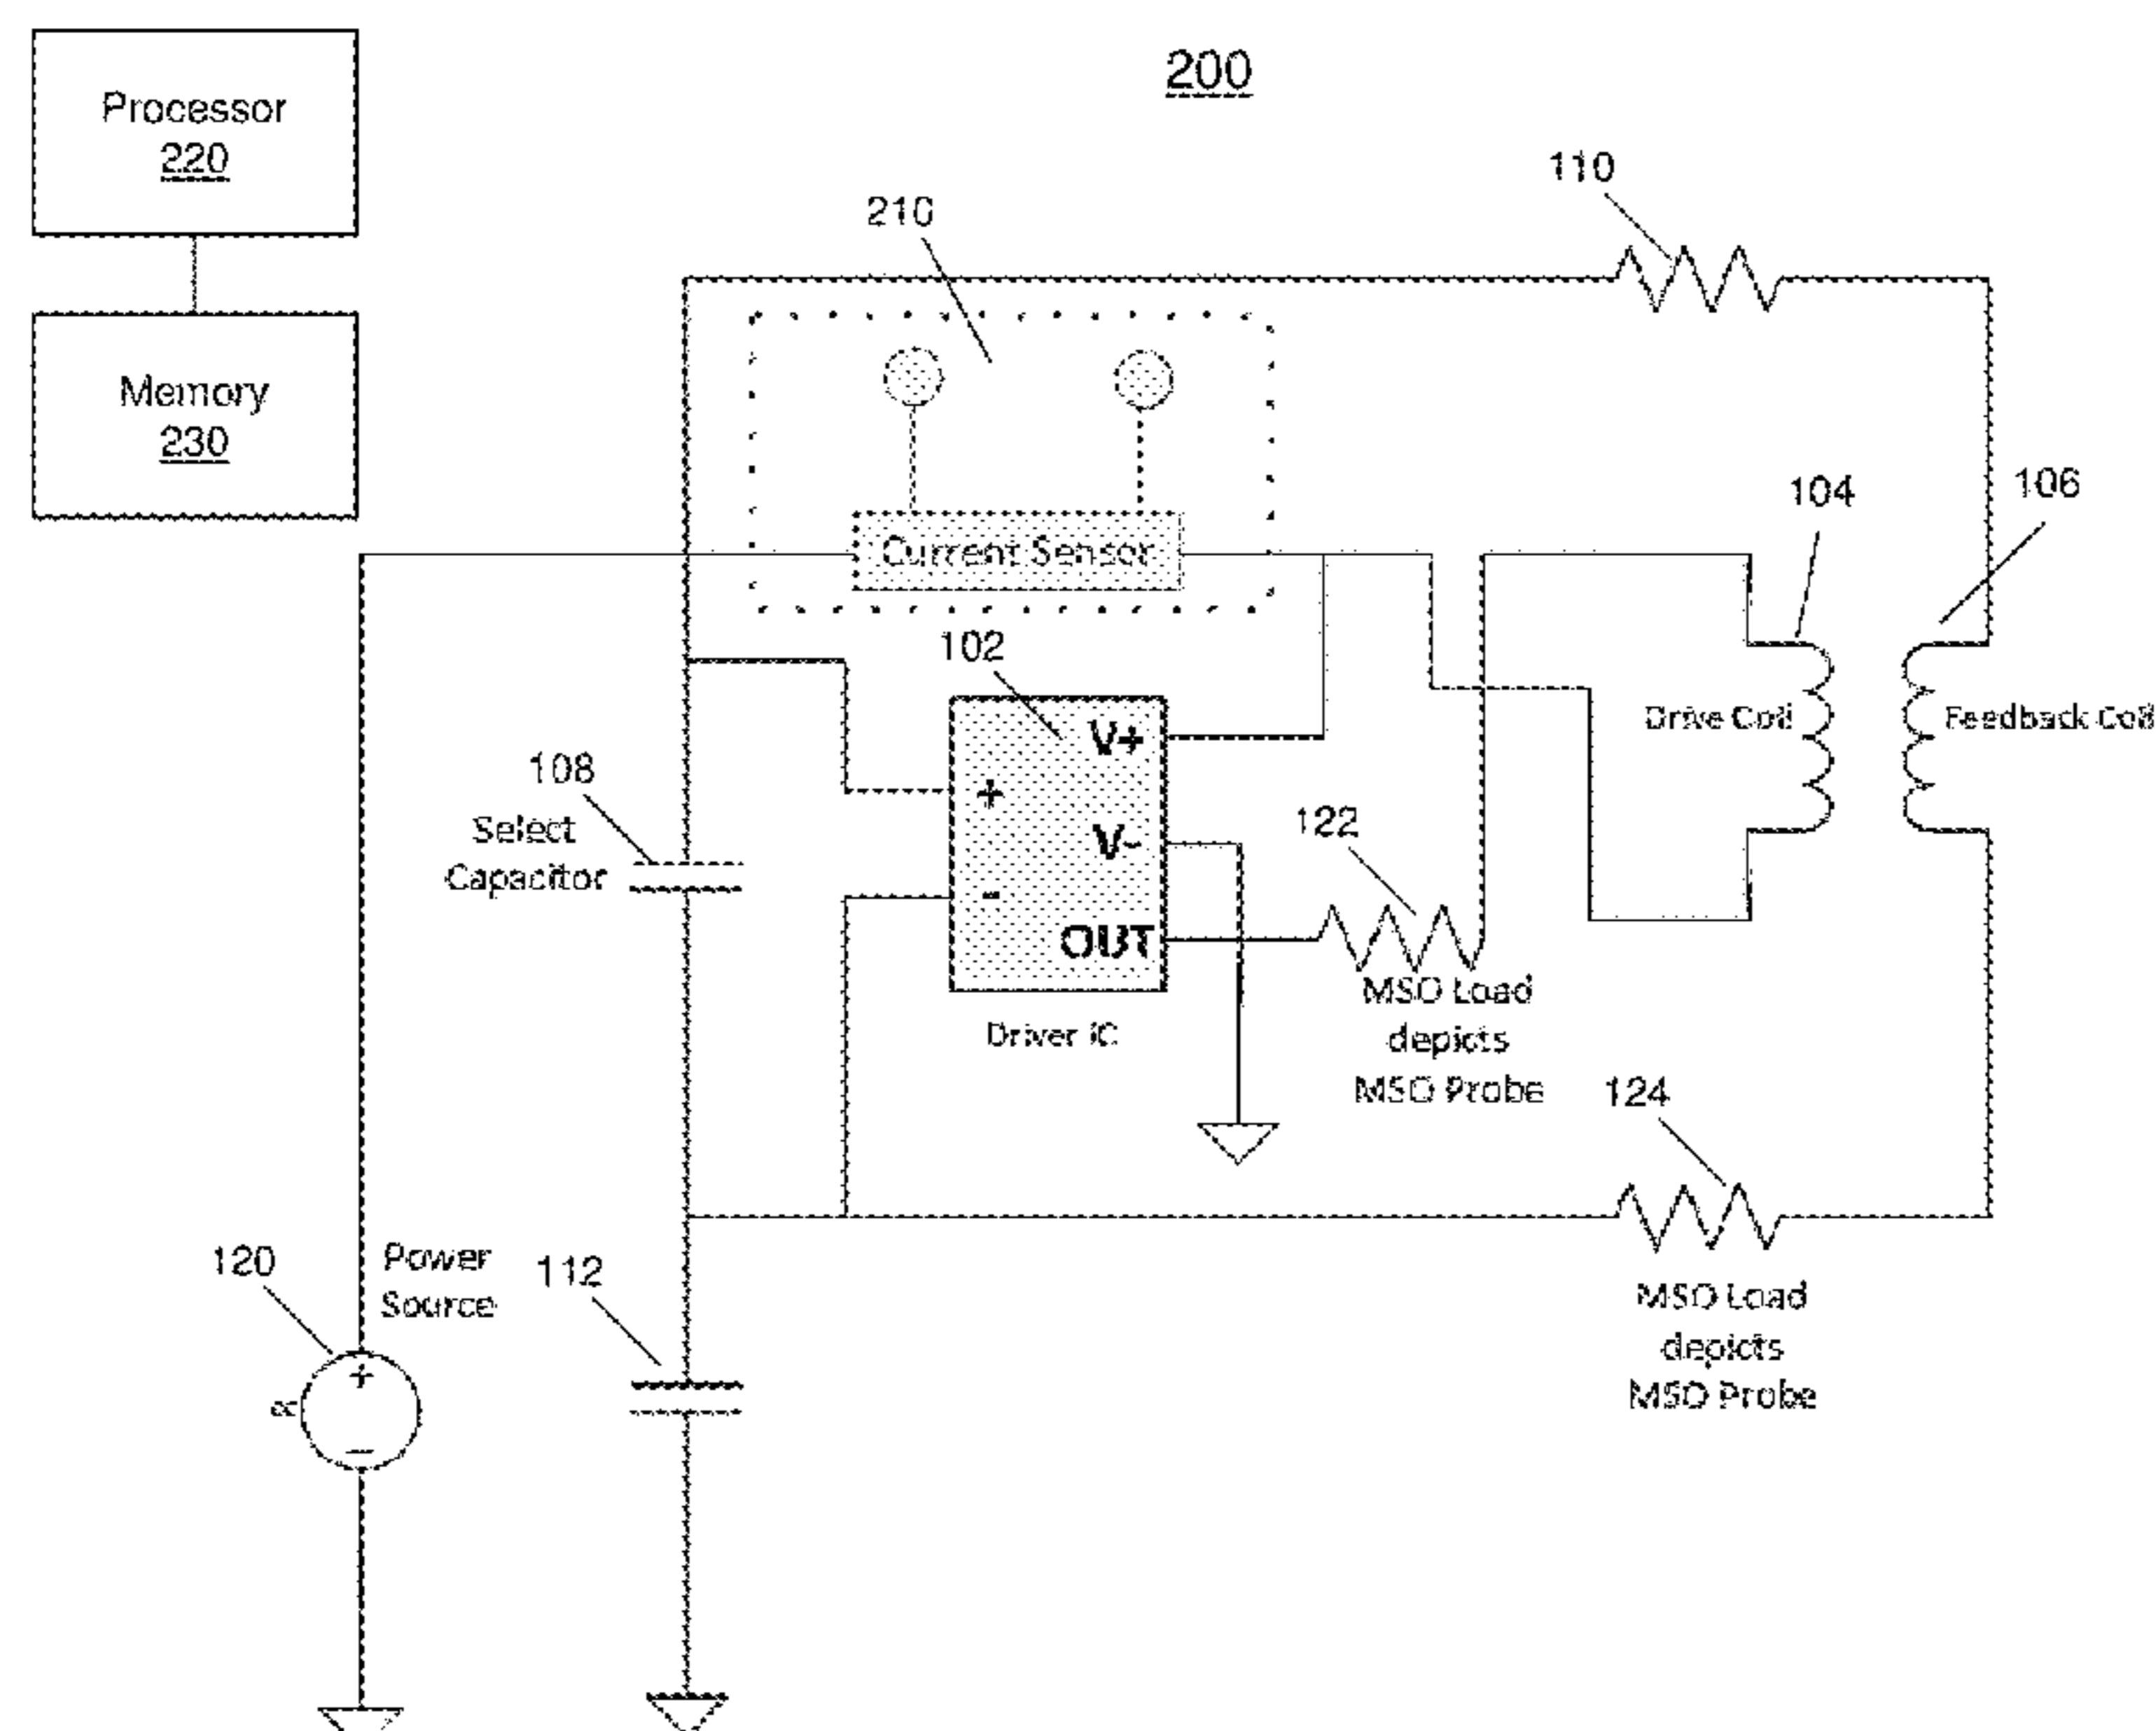 200
Processor
220
Memory
230
110
210
104
106
Current Sensor
102
V+
+
V-
-
OUT
Driver IC
Drive Coil
Feedback Coil
108
Select
Capacitor
122
MSO Load
depicts
MSO Probe
124
MSO Load
depicts
MSO Probe
120
Power
Source
112
+
−